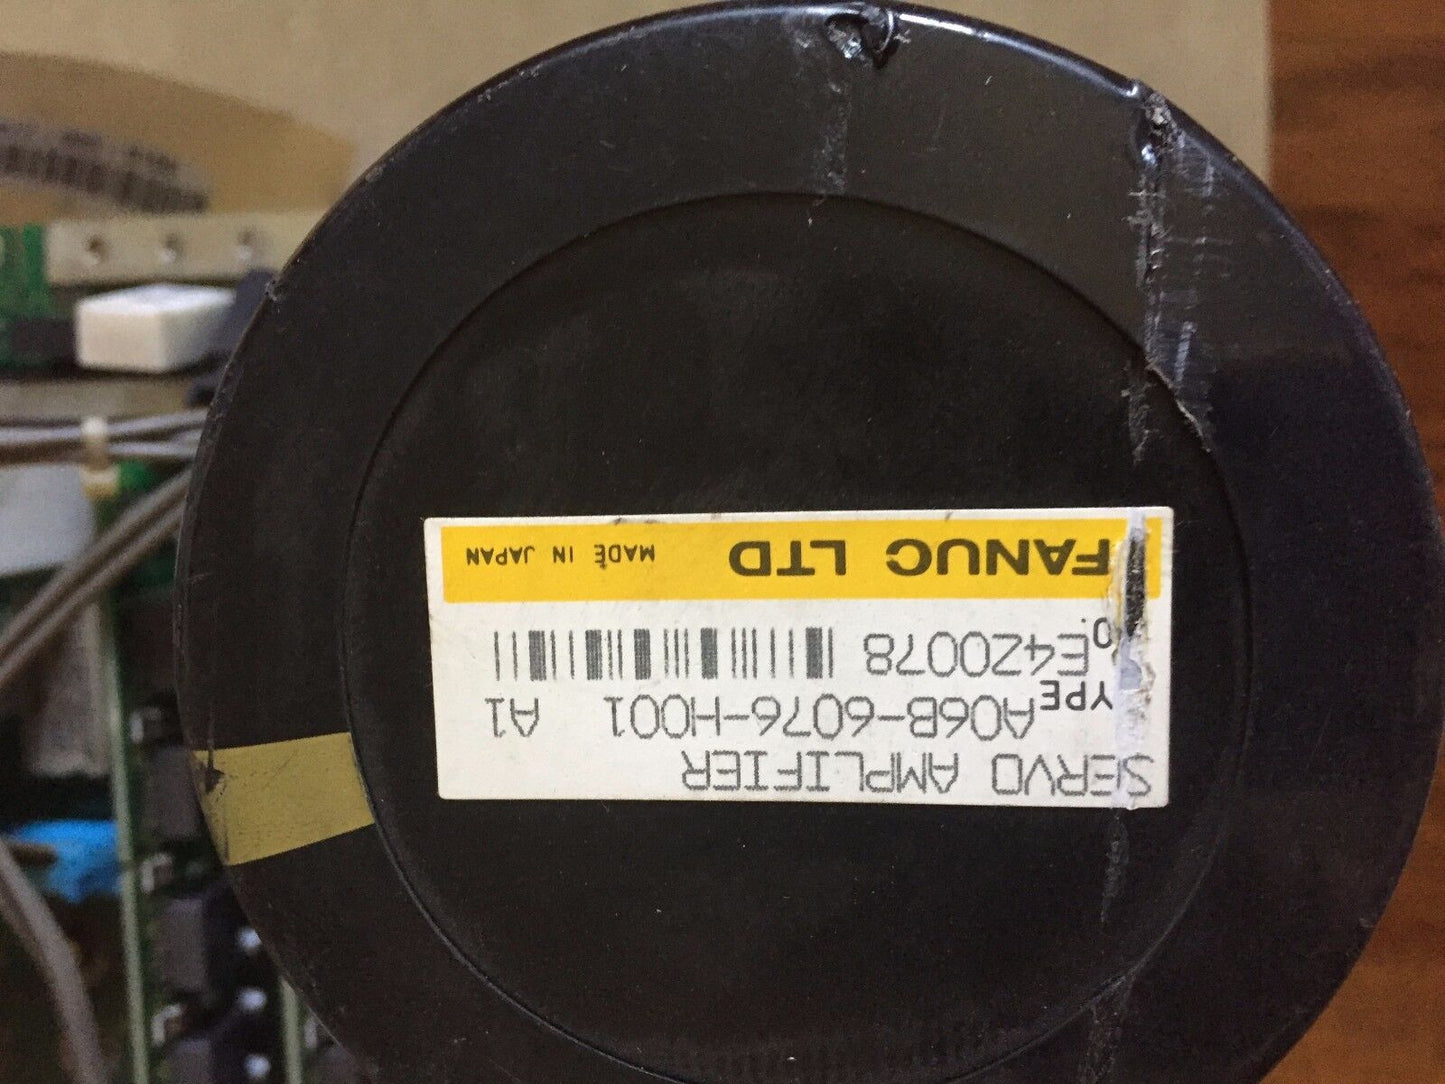 SERVO AMPLIFIER
YPE A06B-6076-H001 A1
O. E420078
FANUC LTD MADE IN JAPAN